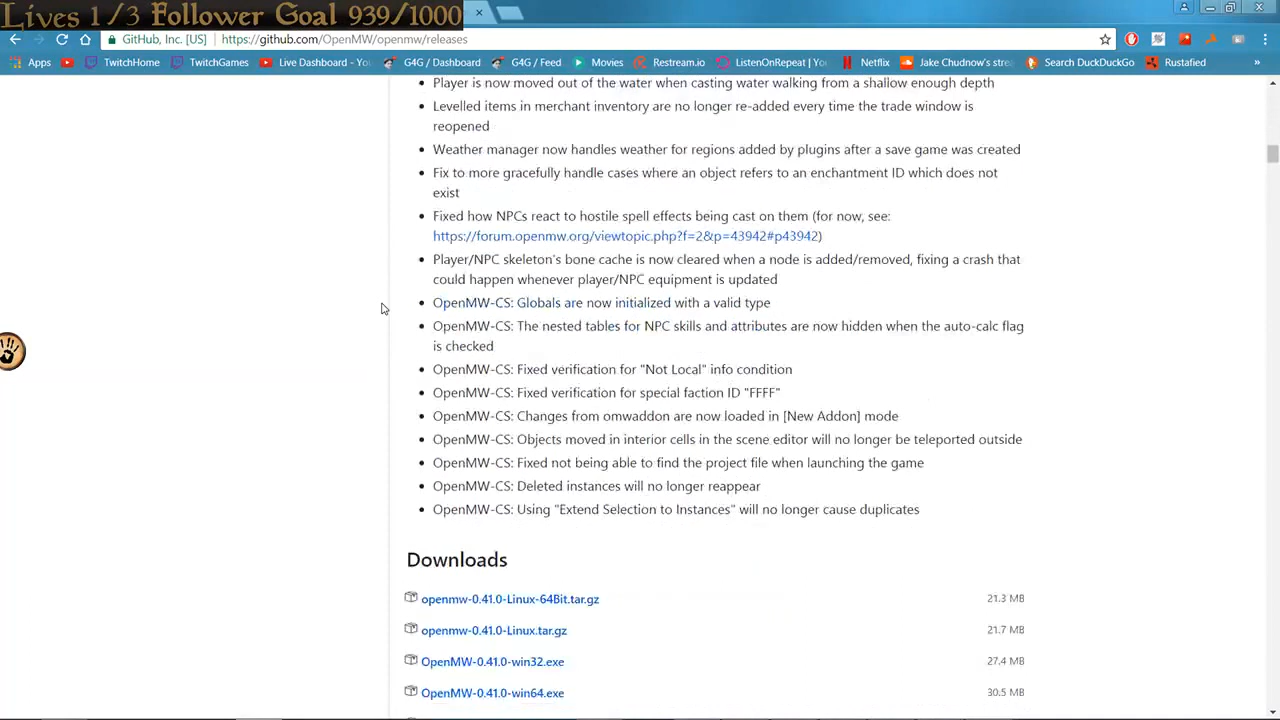 Lives 1/3 Follower Goal 939/1000
GitHub, Inc. [US] https://github.com/OpenMW/openmw/releases
Apps TwitchHome TwitchGames Live Dashboard - Yo G4G / Dashboard G4G / Feed Movies Restream.io ListenOnRepeat | You Netflix Jake Chudnow's stre Search DuckDuckGo Rustafied »
Player is now moved out of the water when casting water walking from a shallow enough depth
Levelled items in merchant inventory are no longer re-added every time the trade window is
reopened
Weather manager now handles weather for regions added by plugins after a save game was created
Fix to more gracefully handle cases where an object refers to an enchantment ID which does not
exist
Fixed how NPCs react to hostile spell effects being cast on them (for now, see:
https://forum.openmw.org/viewtopic.php?f=2&p=43942#p43942)
Player/NPC skeleton's bone cache is now cleared when a node is added/removed, fixing a crash that
could happen whenever player/NPC equipment is updated
OpenMW-CS: Globals are now initialized with a valid type
OpenMW-CS: The nested tables for NPC skills and attributes are now hidden when the auto-calc flag
is checked
OpenMW-CS: Fixed verification for "Not Local" info condition
OpenMW-CS: Fixed verification for special faction ID "FFFF"
OpenMW-CS: Changes from omwaddon are now loaded in [New Addon] mode
OpenMW-CS: Objects moved in interior cells in the scene editor will no longer be teleported outside
OpenMW-CS: Fixed not being able to find the project file when launching the game
OpenMW-CS: Deleted instances will no longer reappear
OpenMW-CS: Using "Extend Selection to Instances" will no longer cause duplicates
Downloads
openmw-0.41.0-Linux-64Bit.tar.gz 21.3 MB
openmw-0.41.0-Linux.tar.gz 21.7 MB
OpenMW-0.41.0-win32.exe 27.4 MB
OpenMW-0.41.0-win64.exe 30.5 MB